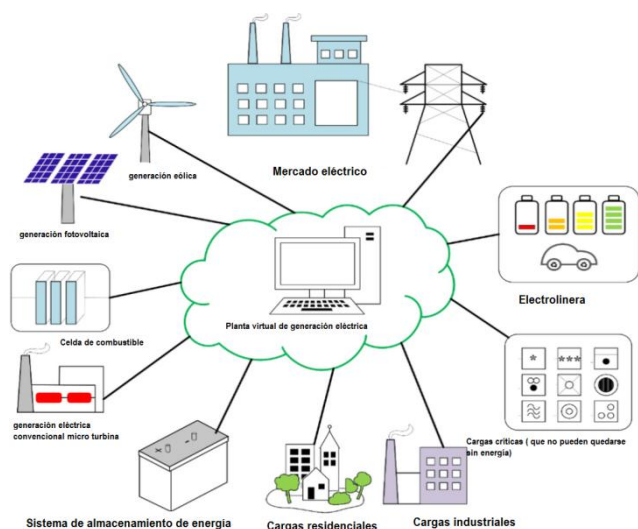 generación eólica
Mercado eléctrico
generación fotovoltaica
Electrolinera
Planta virtual de generación eléctrica
Celda de combustible
generación eléctrica
convencional micro turbina
Cargas críticas ( que no pueden quedarse
sin energía)
Sistema de almacenamiento de energía
Cargas residenciales
Cargas industriales